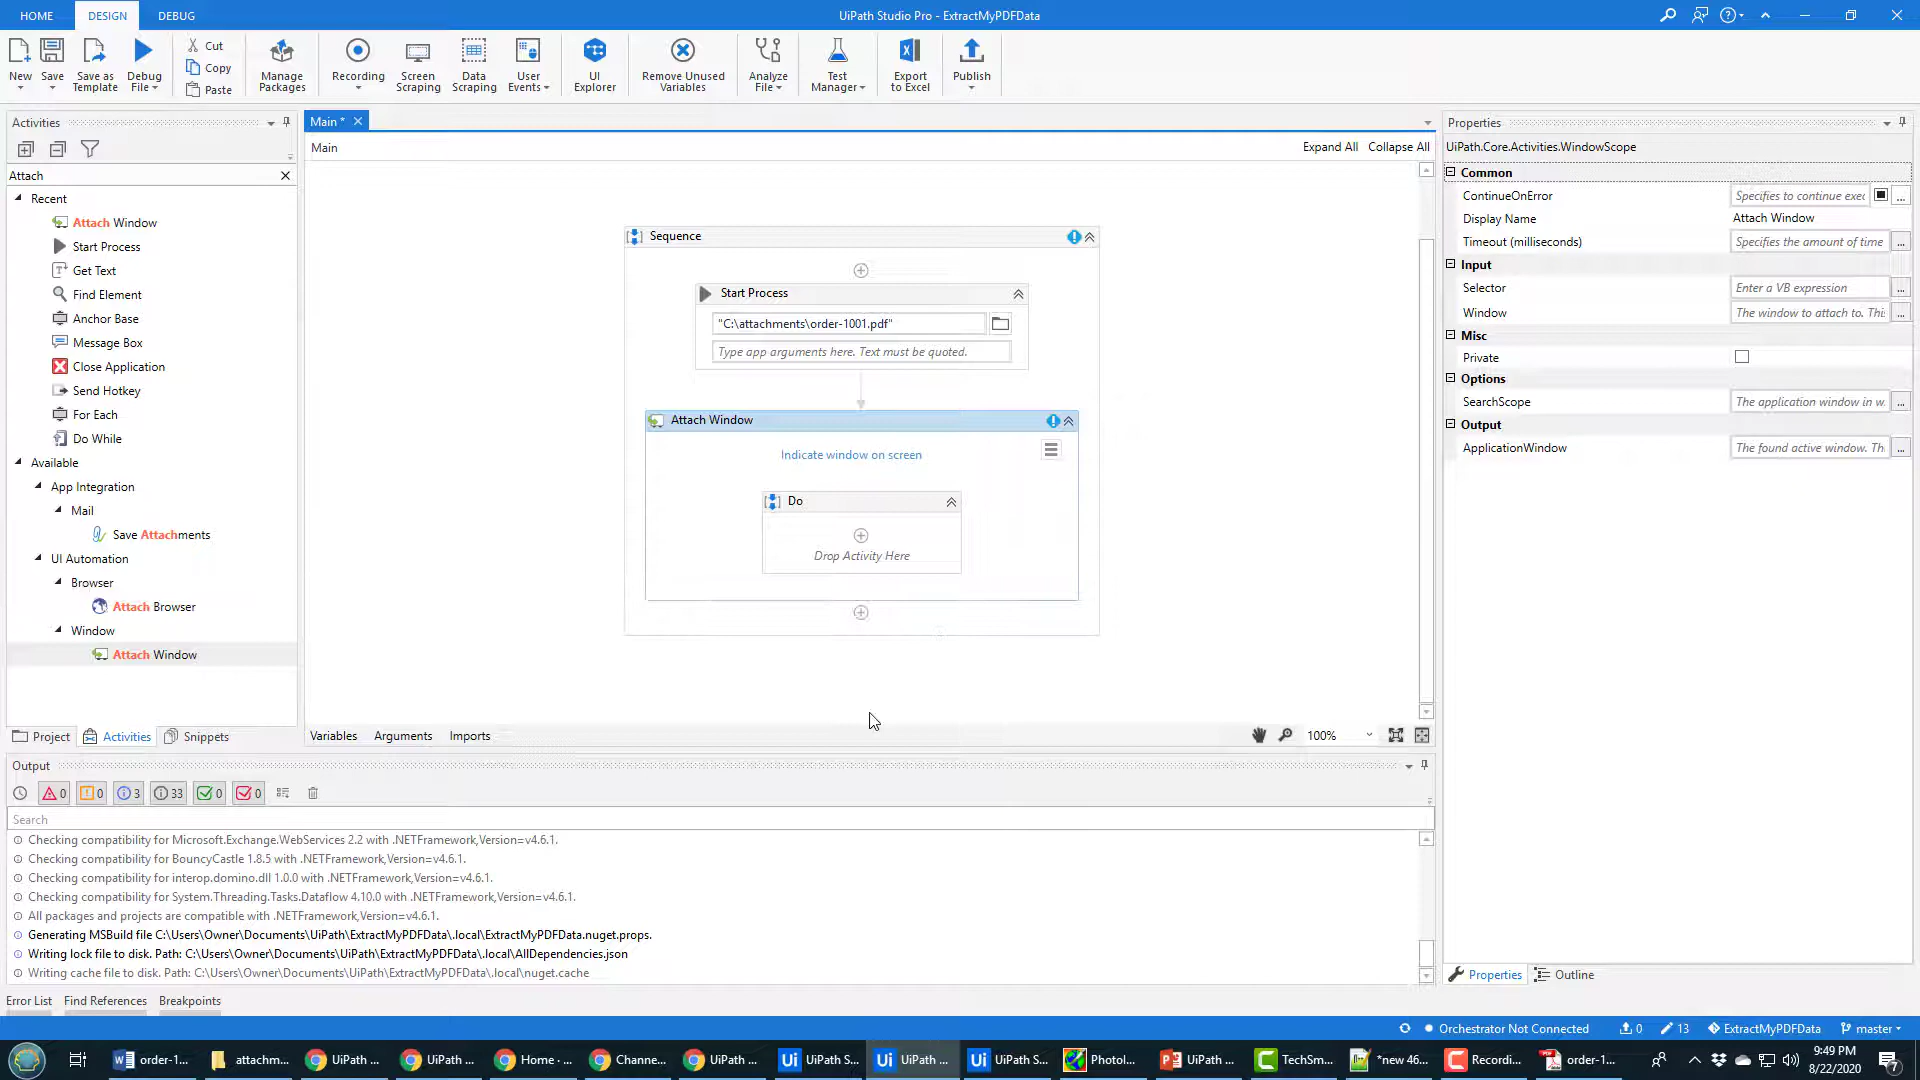 HOME DESIGN DEBUG
UiPath Studio Pro - ExtractMyPDFData
New Save Save as Template Debug File
Cut
Copy
Paste
Manage Packages Recording Screen Scraping Data Scraping User Events UI Explorer Remove Unused Variables Analyze File Test Manager Export to Excel Publish
Activities
Attach
Recent
Attach Window
Start Process
Get Text
Find Element
Anchor Base
Message Box
Close Application
Send Hotkey
For Each
Do While
Available
App Integration
Mail
Save Attachments
UI Automation
Browser
Attach Browser
Window
Attach Window
Project Activities Snippets
Main *
Main
Expand All Collapse All
Sequence
Start Process
"C:\attachments\order-1001.pdf"
Type app arguments here. Text must be quoted.
Attach Window
Indicate window on screen
Do
Drop Activity Here
Variables Arguments Imports
100%
Properties
UiPath.Core.Activities.WindowScope
Common
ContinueOnError Specifies to continue exec ...
Display Name Attach Window
Timeout (milliseconds) Specifies the amount of time ...
Input
Selector Enter a VB expression ...
Window The window to attach to. This ...
Misc
Private
Options
SearchScope The application window in w ...
Output
ApplicationWindow The found active window. Th ...
Properties Outline
Output
0 0 3 33 0 0
Search
Checking compatibility for Microsoft.Exchange.WebServices 2.2 with .NETFramework,Version=v4.6.1.
Checking compatibility for BouncyCastle 1.8.5 with .NETFramework,Version=v4.6.1.
Checking compatibility for interop.domino.dll 1.0.0 with .NETFramework,Version=v4.6.1.
Checking compatibility for System.Threading.Tasks.Dataflow 4.10.0 with .NETFramework,Version=v4.6.1.
All packages and projects are compatible with .NETFramework,Version=v4.6.1.
Generating MSBuild file C:\Users\Owner\Documents\UiPath\ExtractMyPDFData\.local\ExtractMyPDFData.nuget.props.
Writing lock file to disk. Path: C:\Users\Owner\Documents\UiPath\ExtractMyPDFData\.local\AllDependencies.json
Writing cache file to disk. Path: C:\Users\Owner\Documents\UiPath\ExtractMyPDFData\.local\nuget.cache
Error List Find References Breakpoints
Orchestrator Not Connected 0 13 ExtractMyPDFData master
order-1... attachm... UiPath ... UiPath ... Home - ... Channe... UiPath ... UiPath S... UiPath ... UiPath S... Photol... UiPath ... TechSm... *new 46... Recordi... order-1...
9:49 PM
8/22/2020
7